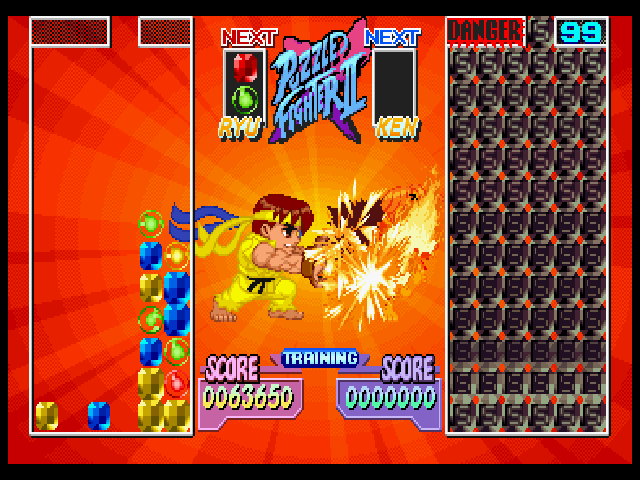 NEXT
NEXT
DANGER
99
PUZZLE
FIGHTER II
RYU
KEN
TRAINING
SCORE
SCORE
0063650
0000000